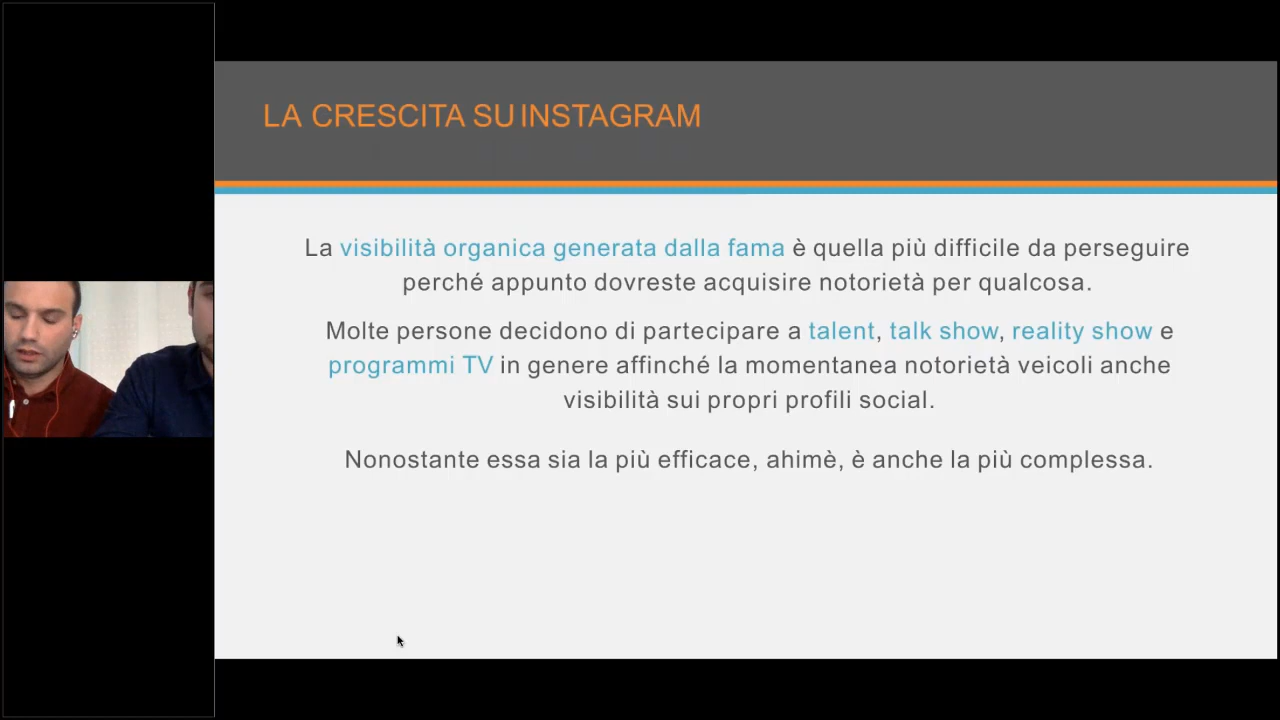 LA CRESCITA SU INSTAGRAM
La visibilità organica generata dalla fama è quella più difficile da perseguire
perché appunto dovreste acquisire notorietà per qualcosa.
Molte persone decidono di partecipare a talent, talk show, reality show e
programmi TV in genere affinché la momentanea notorietà veicoli anche
visibilità sui propri profili social.
Nonostante essa sia la più efficace, ahimè, è anche la più complessa.